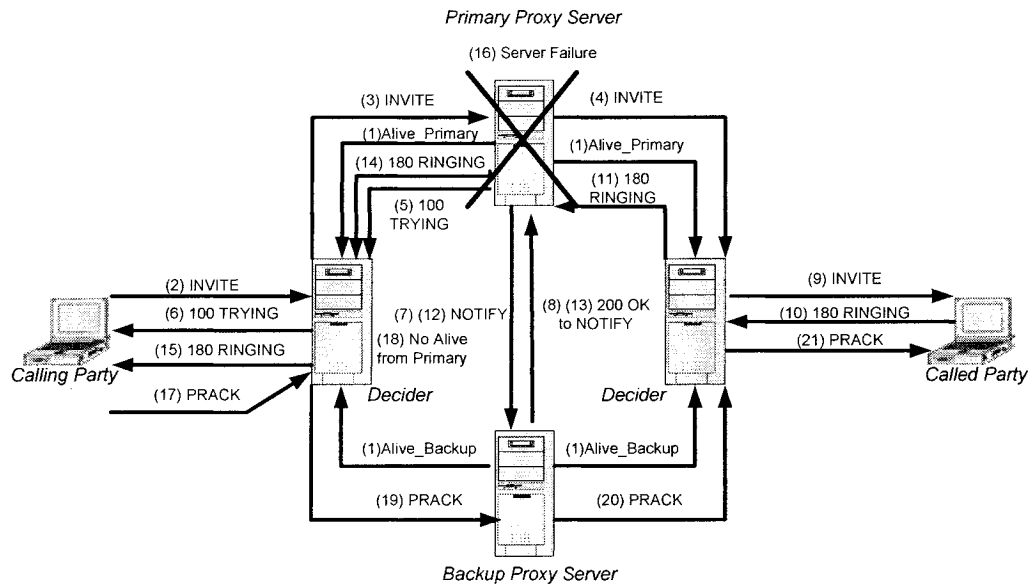 Primary Proxy Server
(16) Server Failure
(3) INVITE
(4) INVITE
(1)Alive_Primary
(1)Alive_Primary
(14) 180 RINGING
(11) 180
RINGING
(5) 100
TRYING
(2) INVITE
(9) INVITE
(6) 100 TRYING
(7) (12) NOTIFY
(8) (13) 200 OK
to NOTIFY
(10) 180 RINGING
(18) No Alive
from Primary
(15) 180 RINGING
(21) PRACK
Calling Party
Called Party
(17) PRACK
Decider
Decider
(1)Alive_Backup
(1)Alive_Backup
(19) PRACK
(20) PRACK
Backup Proxy Server